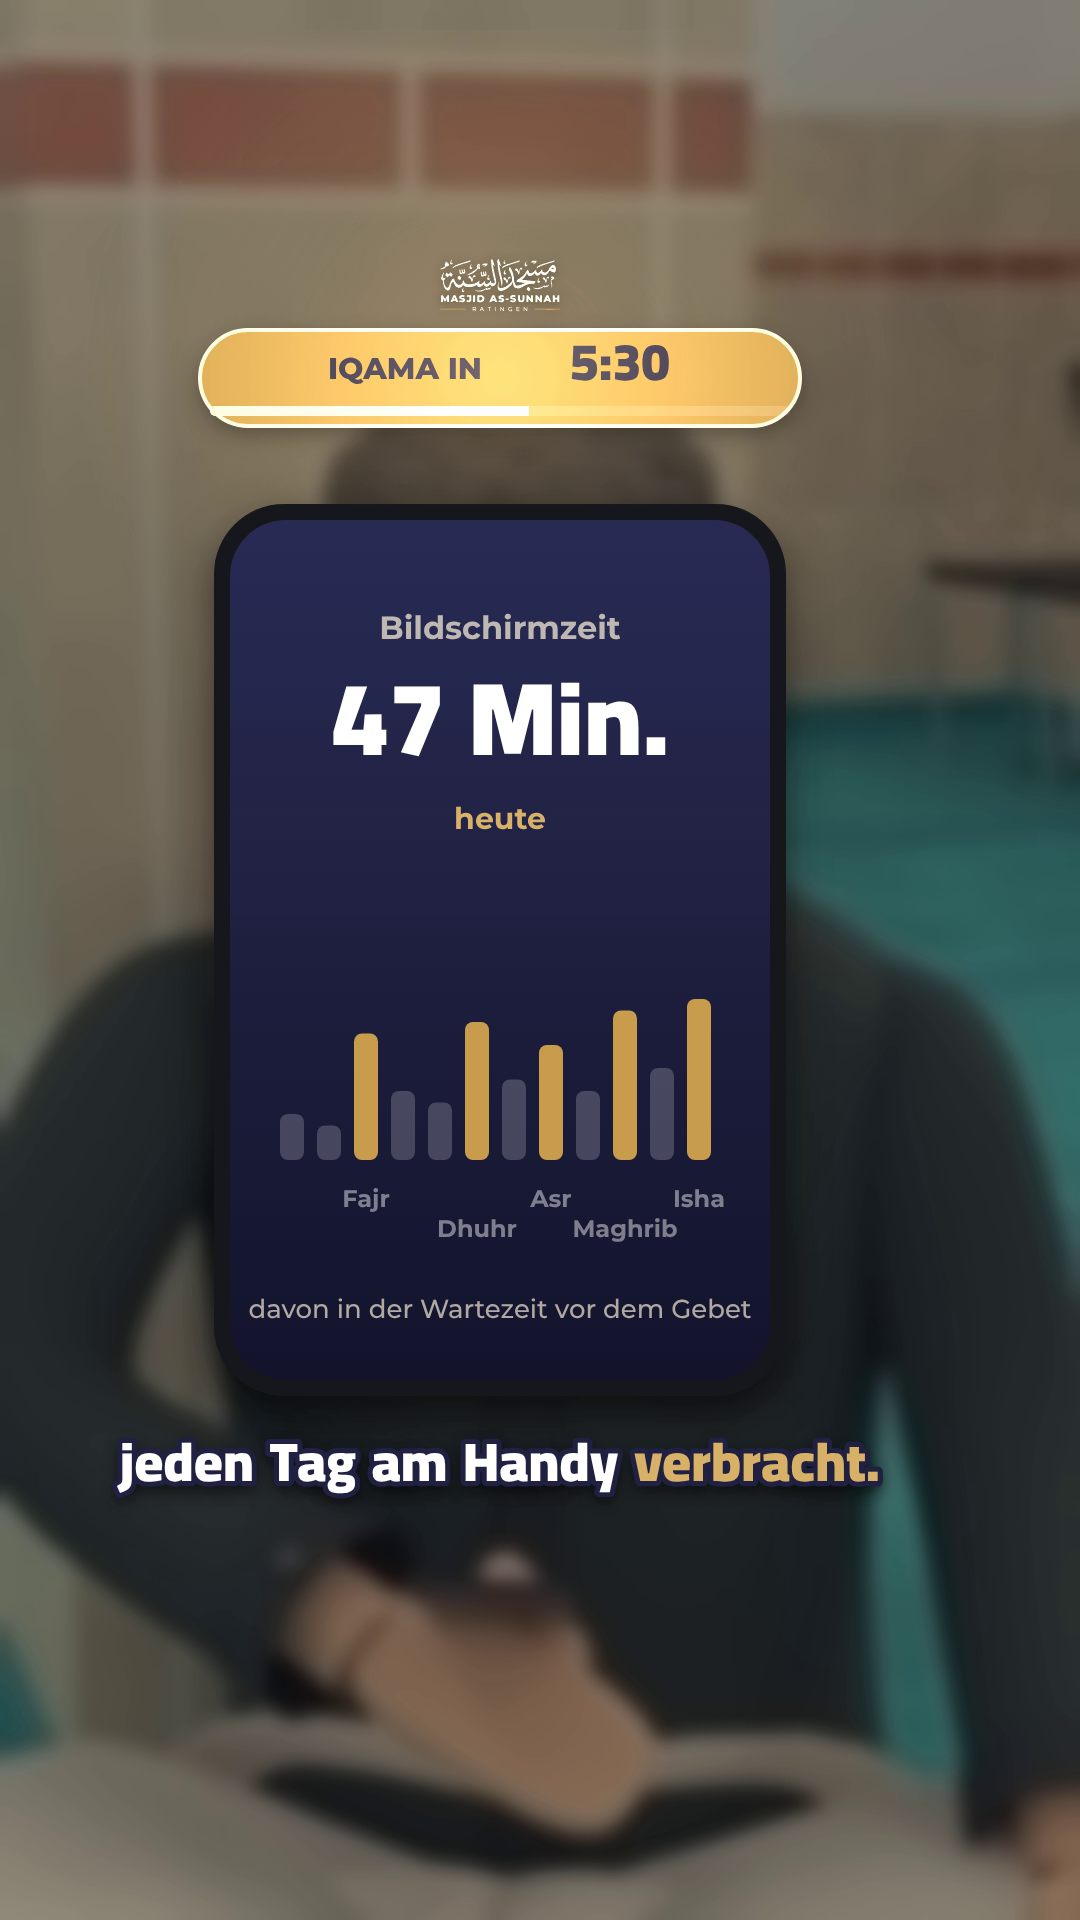 مسجد السنة
MASJID AS-SUNNAH
RATINGEN
IQAMA IN 5:30
Bildschirmzeit
47 Min.
heute
Fajr Asr Isha
Dhuhr Maghrib
davon in der Wartezeit vor dem Gebet
jeden Tag am Handy verbracht.